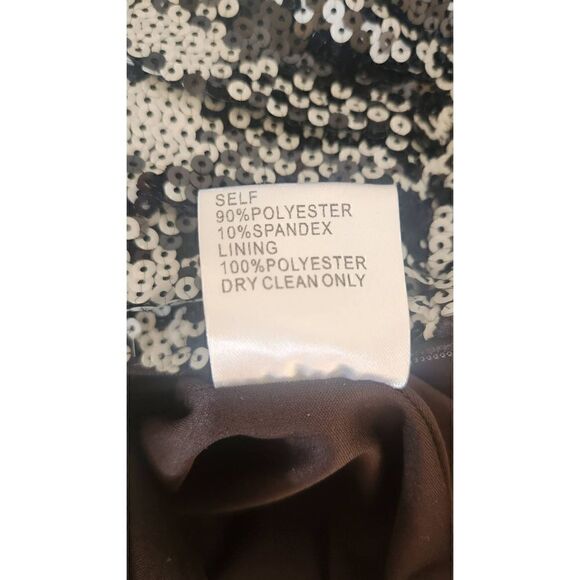 SELF
90%POLYESTER
10%SPANDEX
LINING
100%POLYESTER
DRY CLEAN ONLY